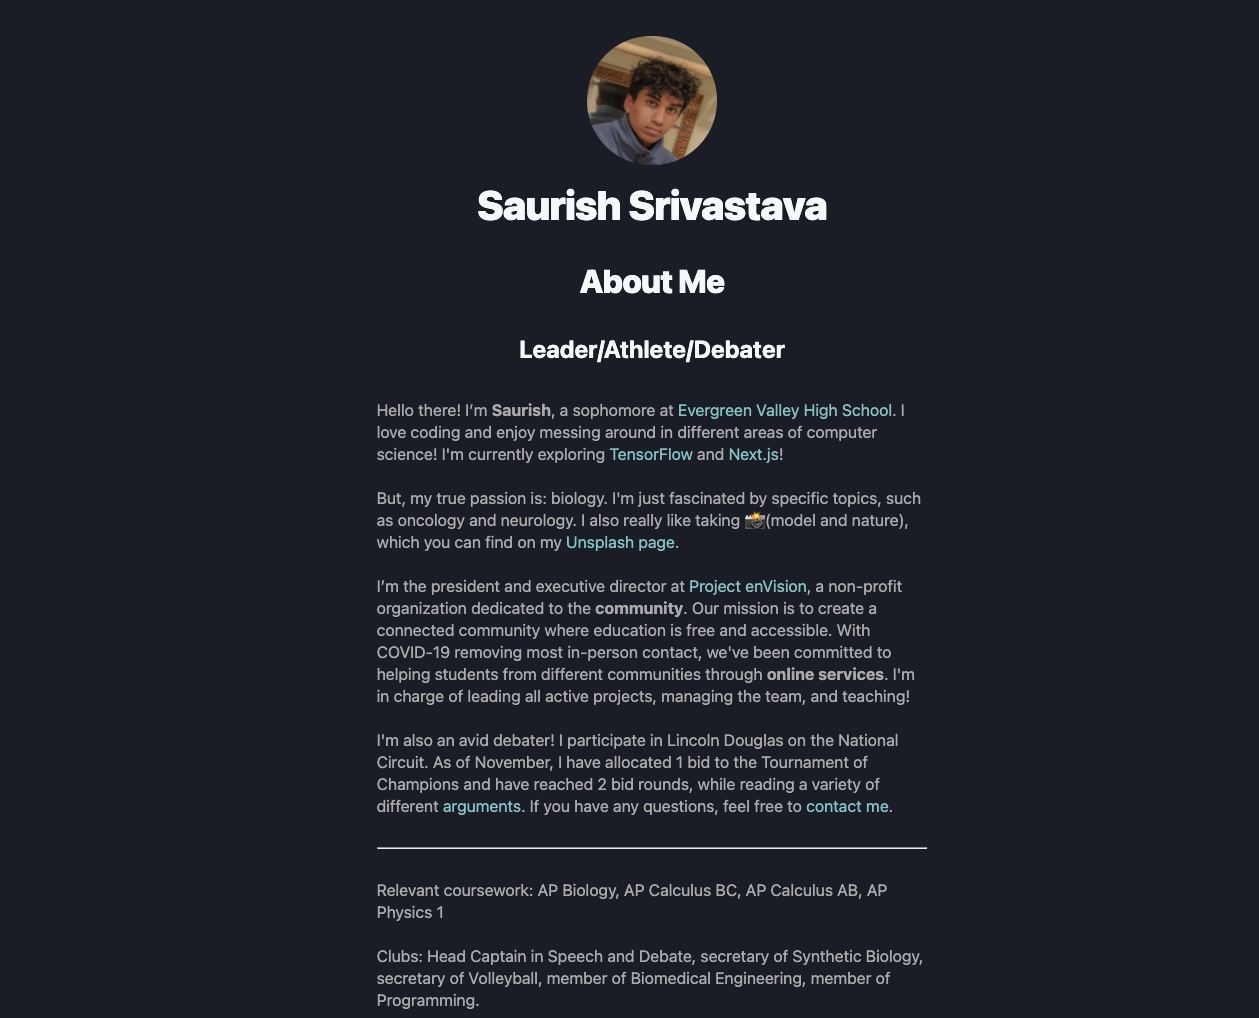 Saurish Srivastava
About Me
Leader/Athlete/Debater
Hello there! I’m Saurish, a sophomore at Evergreen Valley High School. I
love coding and enjoy messing around in different areas of computer
science! I'm currently exploring TensorFlow and Next.js!
But, my true passion is: biology. I'm just fascinated by specific topics, such
as oncology and neurology. I also really like taking 📸(model and nature),
which you can find on my Unsplash page.
I’m the president and executive director at Project enVision, a non-profit
organization dedicated to the community. Our mission is to create a
connected community where education is free and accessible. With
COVID-19 removing most in-person contact, we've been committed to
helping students from different communities through online services. I'm
in charge of leading all active projects, managing the team, and teaching!
I'm also an avid debater! I participate in Lincoln Douglas on the National
Circuit. As of November, I have allocated 1 bid to the Tournament of
Champions and have reached 2 bid rounds, while reading a variety of
different arguments. If you have any questions, feel free to contact me.
Relevant coursework: AP Biology, AP Calculus BC, AP Calculus AB, AP
Physics 1
Clubs: Head Captain in Speech and Debate, secretary of Synthetic Biology,
secretary of Volleyball, member of Biomedical Engineering, member of
Programming.